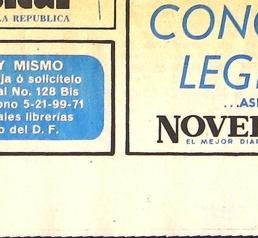 LA REPUBLICA
Y MISMO
ja ó solicítelo
al No. 128 Bis
ono 5-21-99-71
ales librerías
o del D. F.
CONC
LEGI
...ASI
NOVE
EL MEJOR DIAR